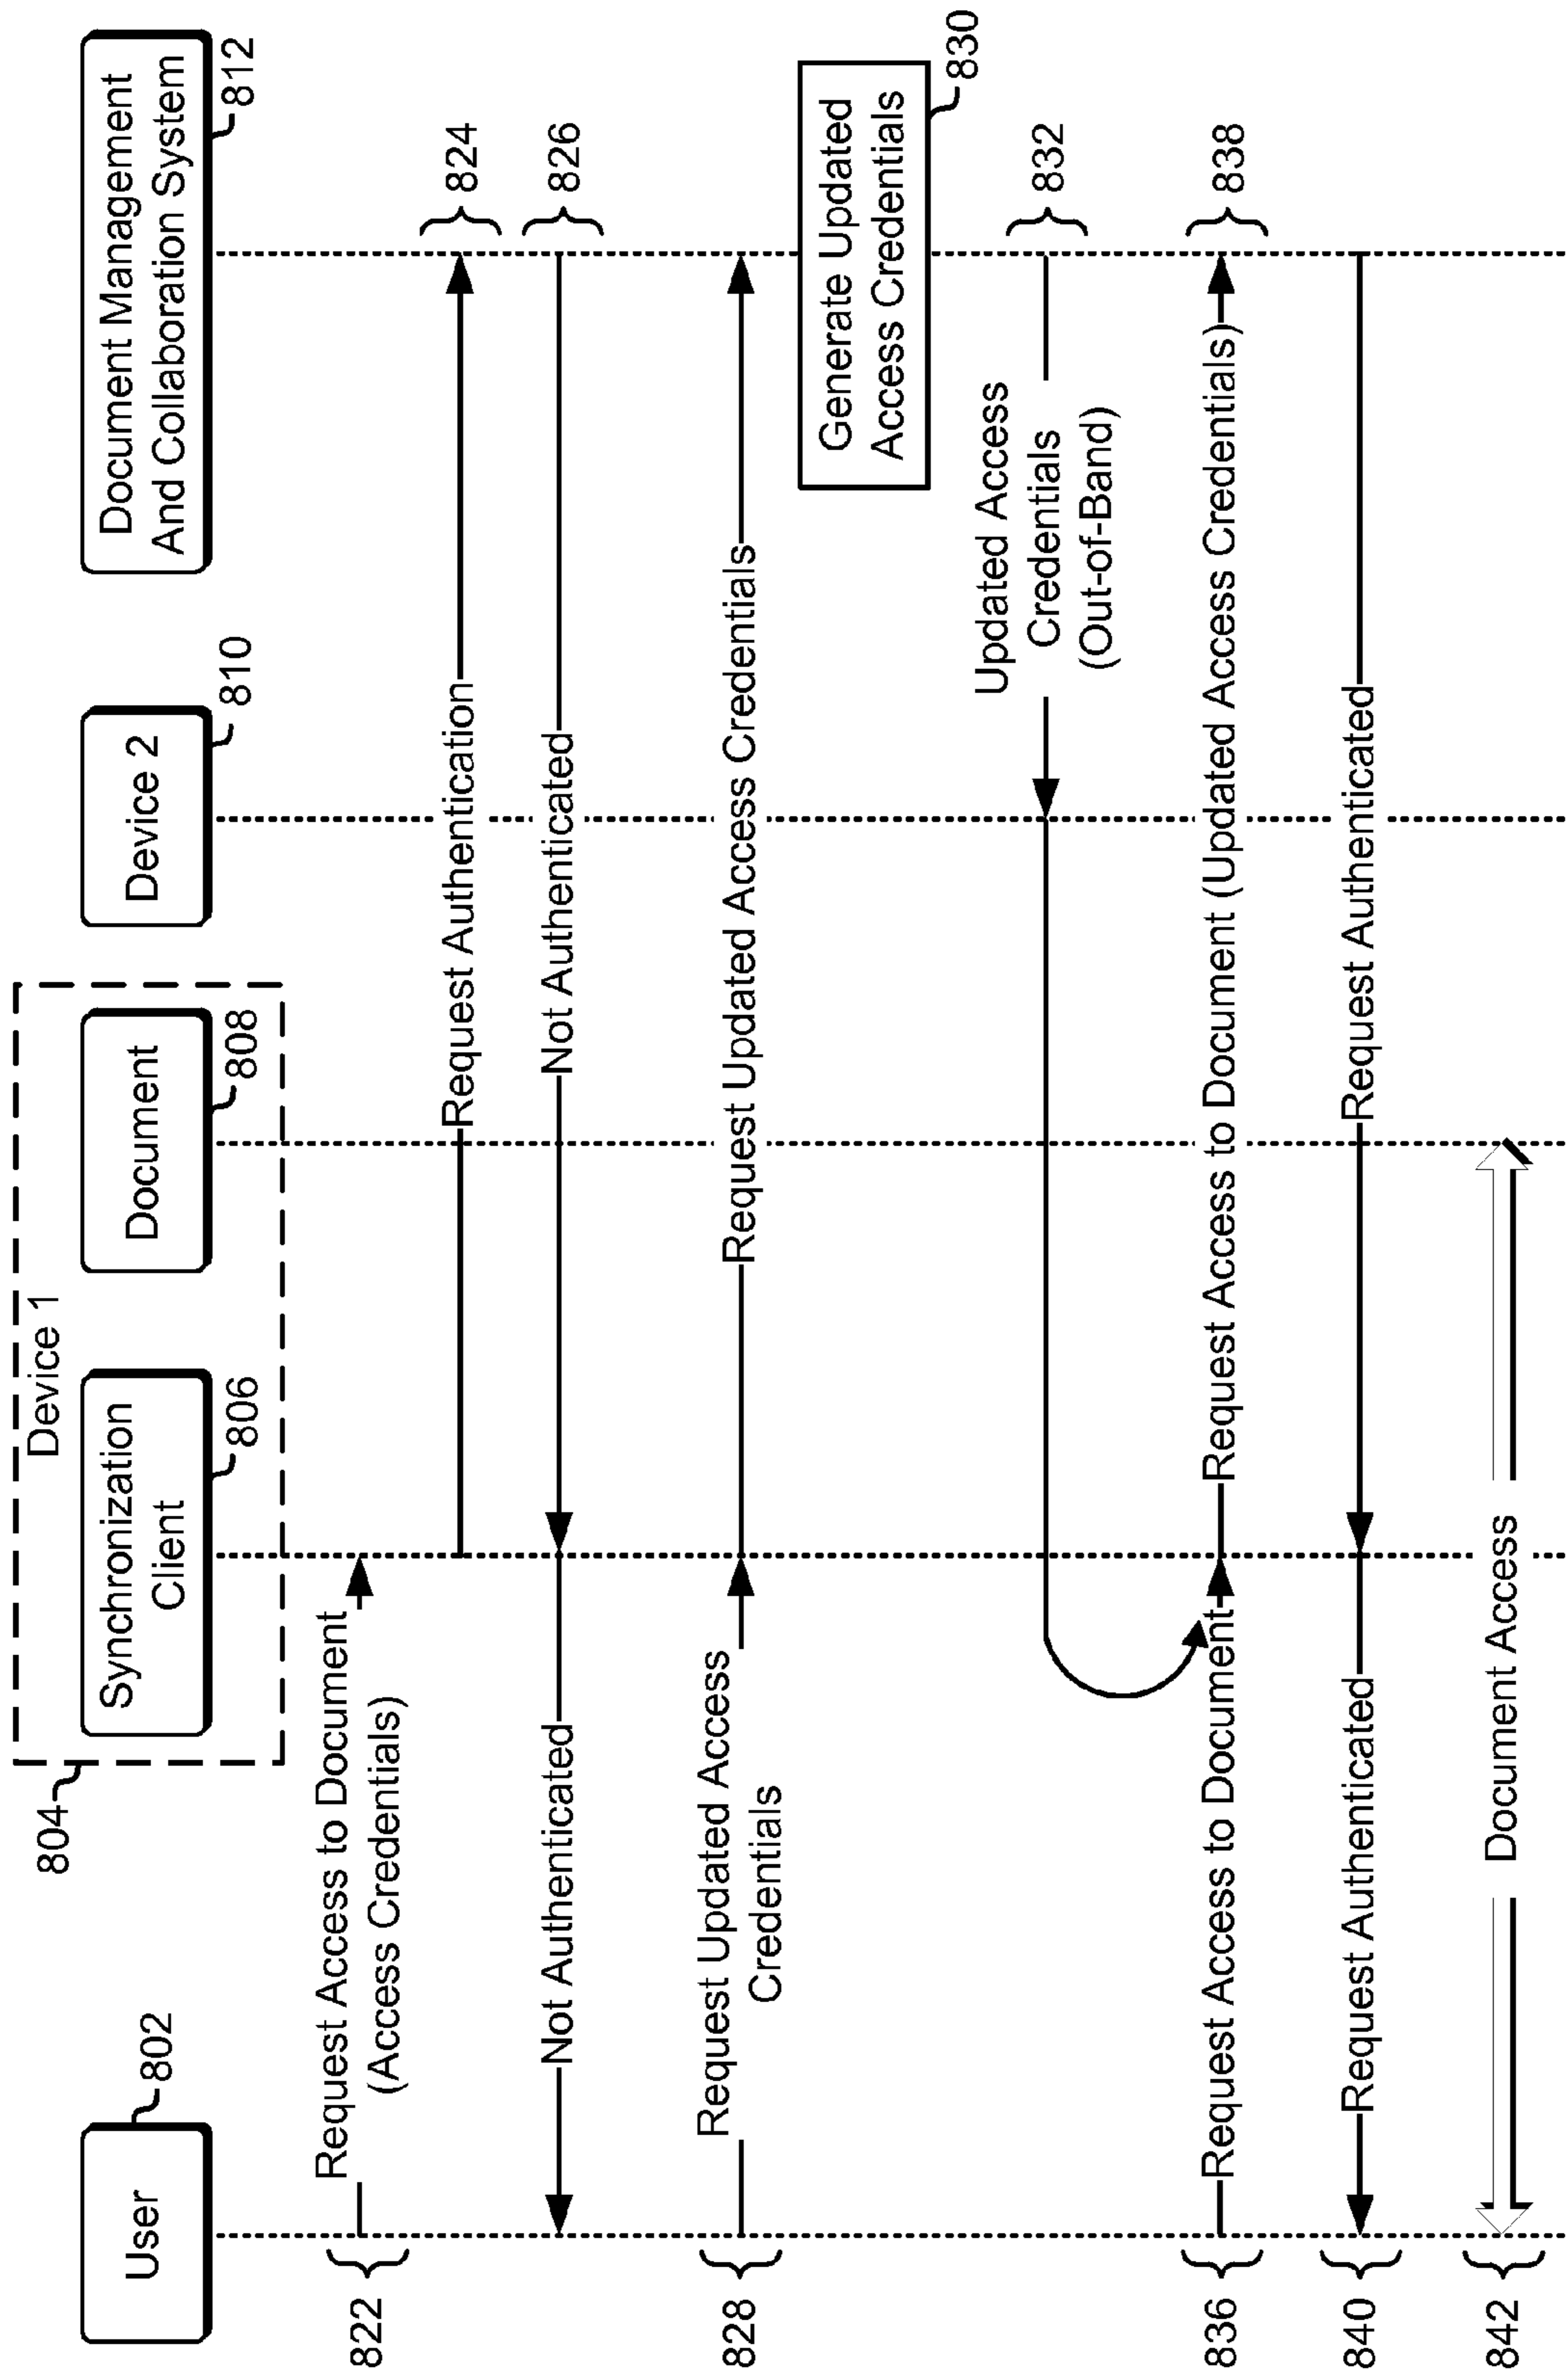 User
802
804
Device 1
Synchronization
Client
806
Document
808
Device 2
810
Document Management
And Collaboration System
812
822
Request Access to Document
(Access Credentials)
Request Authentication
824
Not Authenticated
Not Authenticated
826
828
Request Updated Access
Credentials
Request Updated Access Credentials
Generate Updated
Access Credentials
830
Updated Access
Credentials
(Out-of-Band)
832
836
Request Access to Document
Request Access to Document (Updated Access Credentials)
838
840
Request Authenticated
Request Authenticated
842
Document Access